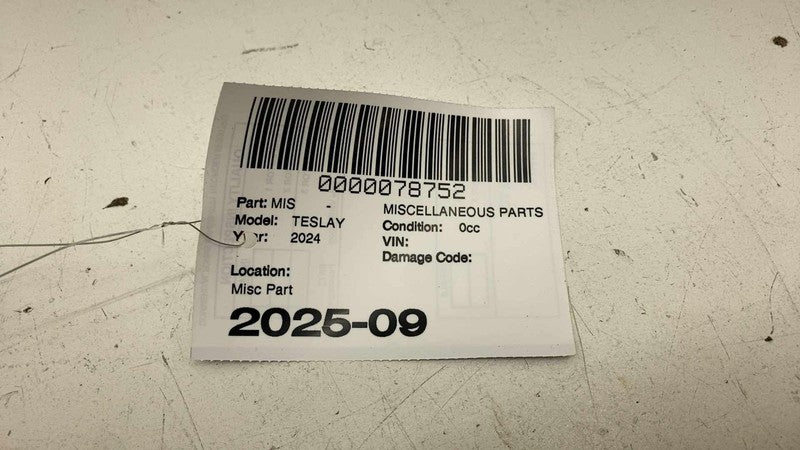 0000078752
Part: MIS - MISCELLANEOUS PARTS
Model: TESLAY Condition: 0cc
Year: 2024 VIN:
Damage Code:
Location:
Misc Part
2025-09